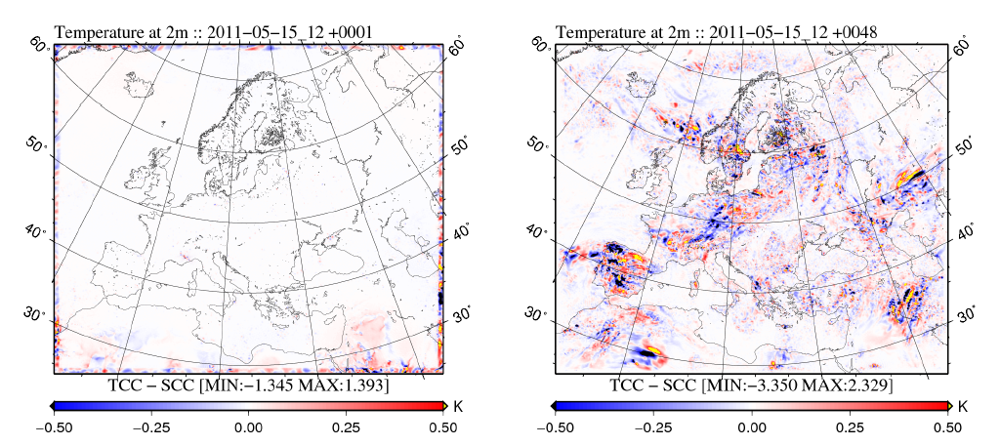 Temperature at 2m :: 2011-05-15_12 +0001
60° 60°
50° 50°
40° 40°
30° 30°
TCC − SCC [MIN:−1.345 MAX:1.393]
K
−0.50 −0.25 0.00 0.25 0.50
Temperature at 2m :: 2011-05-15_12 +0048
60° 60°
50° 50°
40° 40°
30° 30°
TCC − SCC [MIN:−3.350 MAX:2.329]
K
−0.50 −0.25 0.00 0.25 0.50